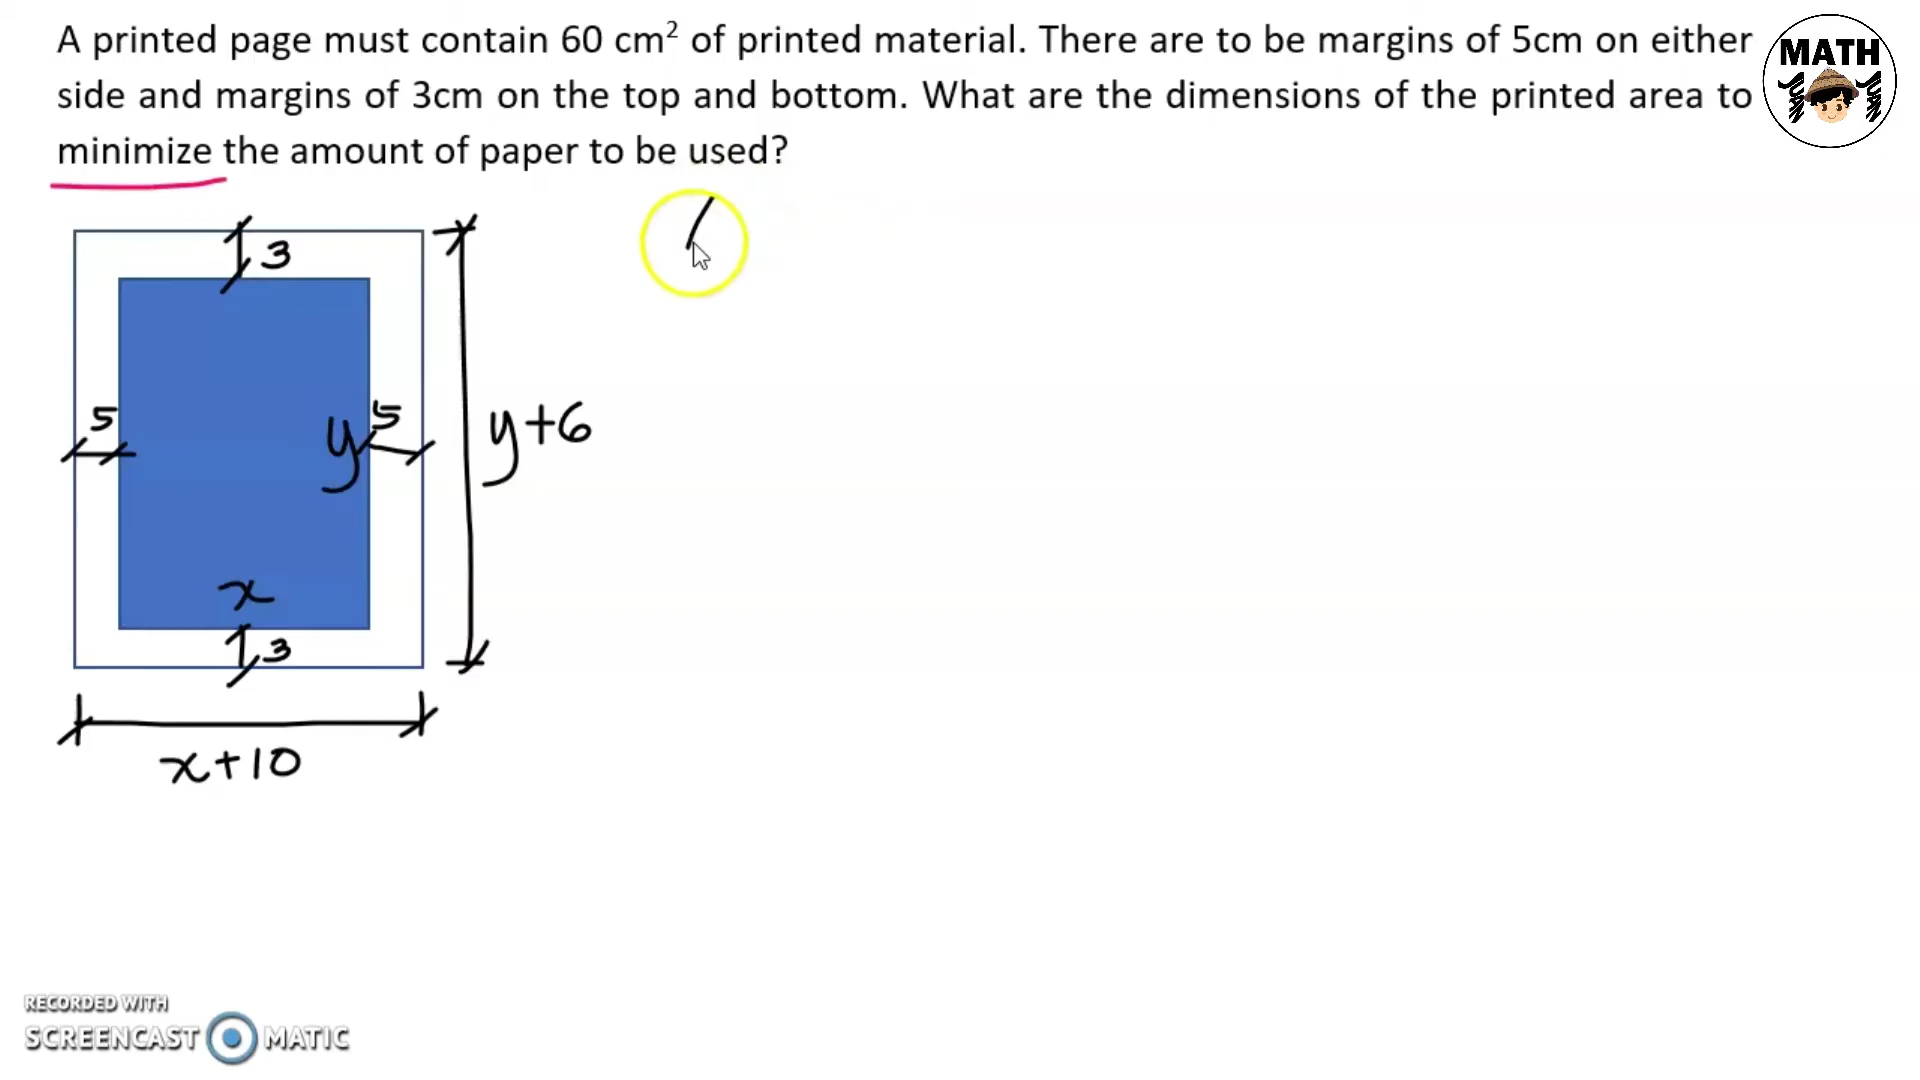 A printed page must contain 60 cm² of printed material. There are to be margins of 5cm on either
side and margins of 3cm on the top and bottom. What are the dimensions of the printed area to
minimize the amount of paper to be used?
MATH
JUAN JUAN
3
5
y
5
y+6
x
3
x+10
RECORDED WITH
SCREENCAST MATIC